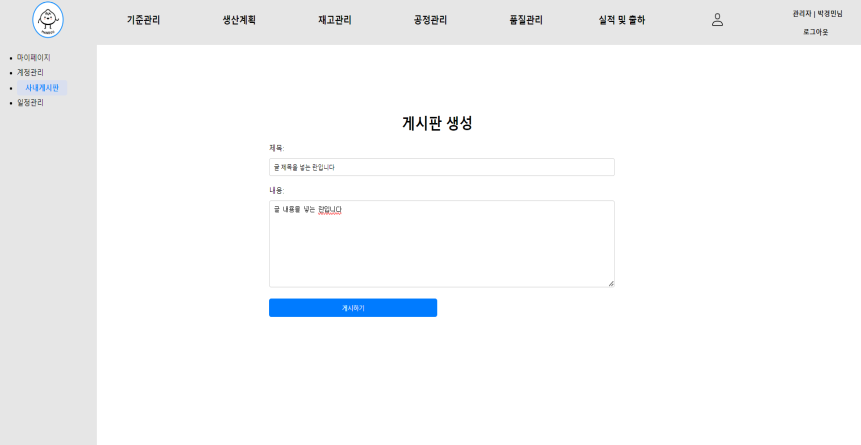 기준관리
생산계획
재고관리
공정관리
품질관리
실적 및 출하
관리자 | 박경민님
로그아웃
마이페이지
계정관리
사내게시판
일정관리
게시판 생성
제목:
글 제목을 넣는 란입니다
내용:
글 내용을 넣는 란입니다
게시하기